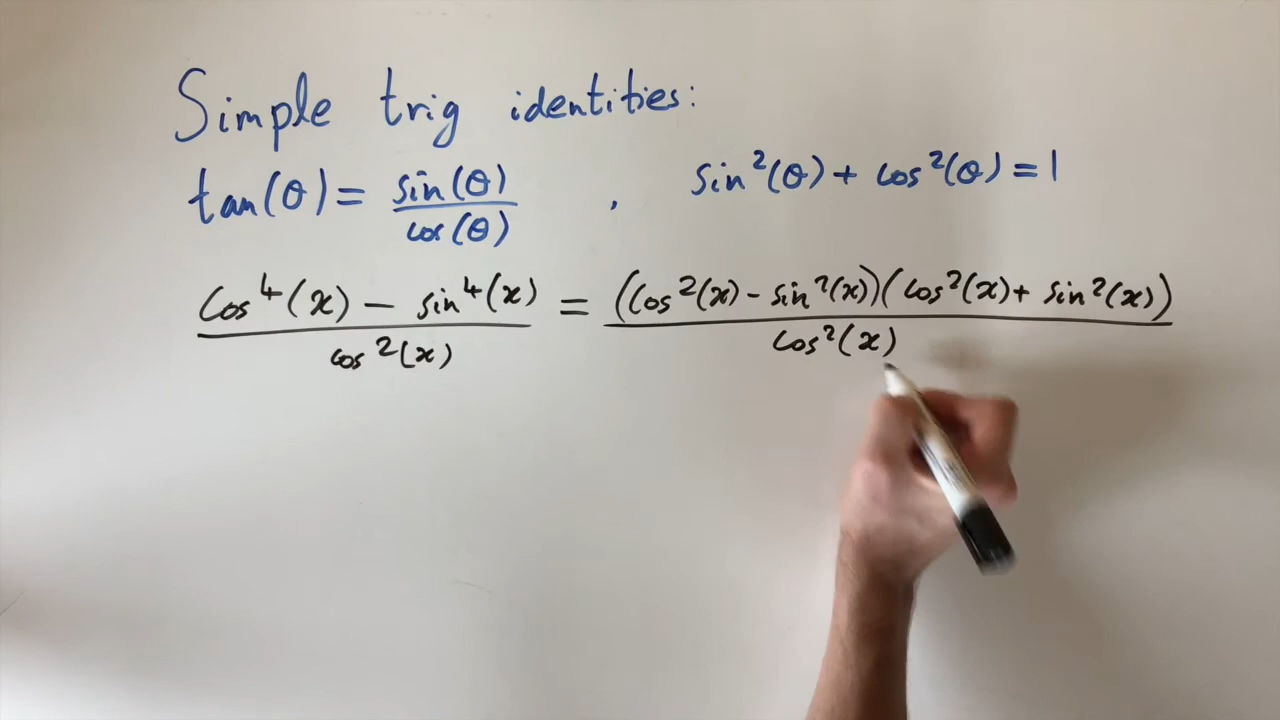 Simple trig identities:
tan(θ) = sin(θ)/cos(θ) , sin²(θ) + cos²(θ) = 1
(cos⁴(x) − sin⁴(x))/cos²(x) = ((cos²(x) − sin²(x))(cos²(x) + sin²(x)))/cos²(x)